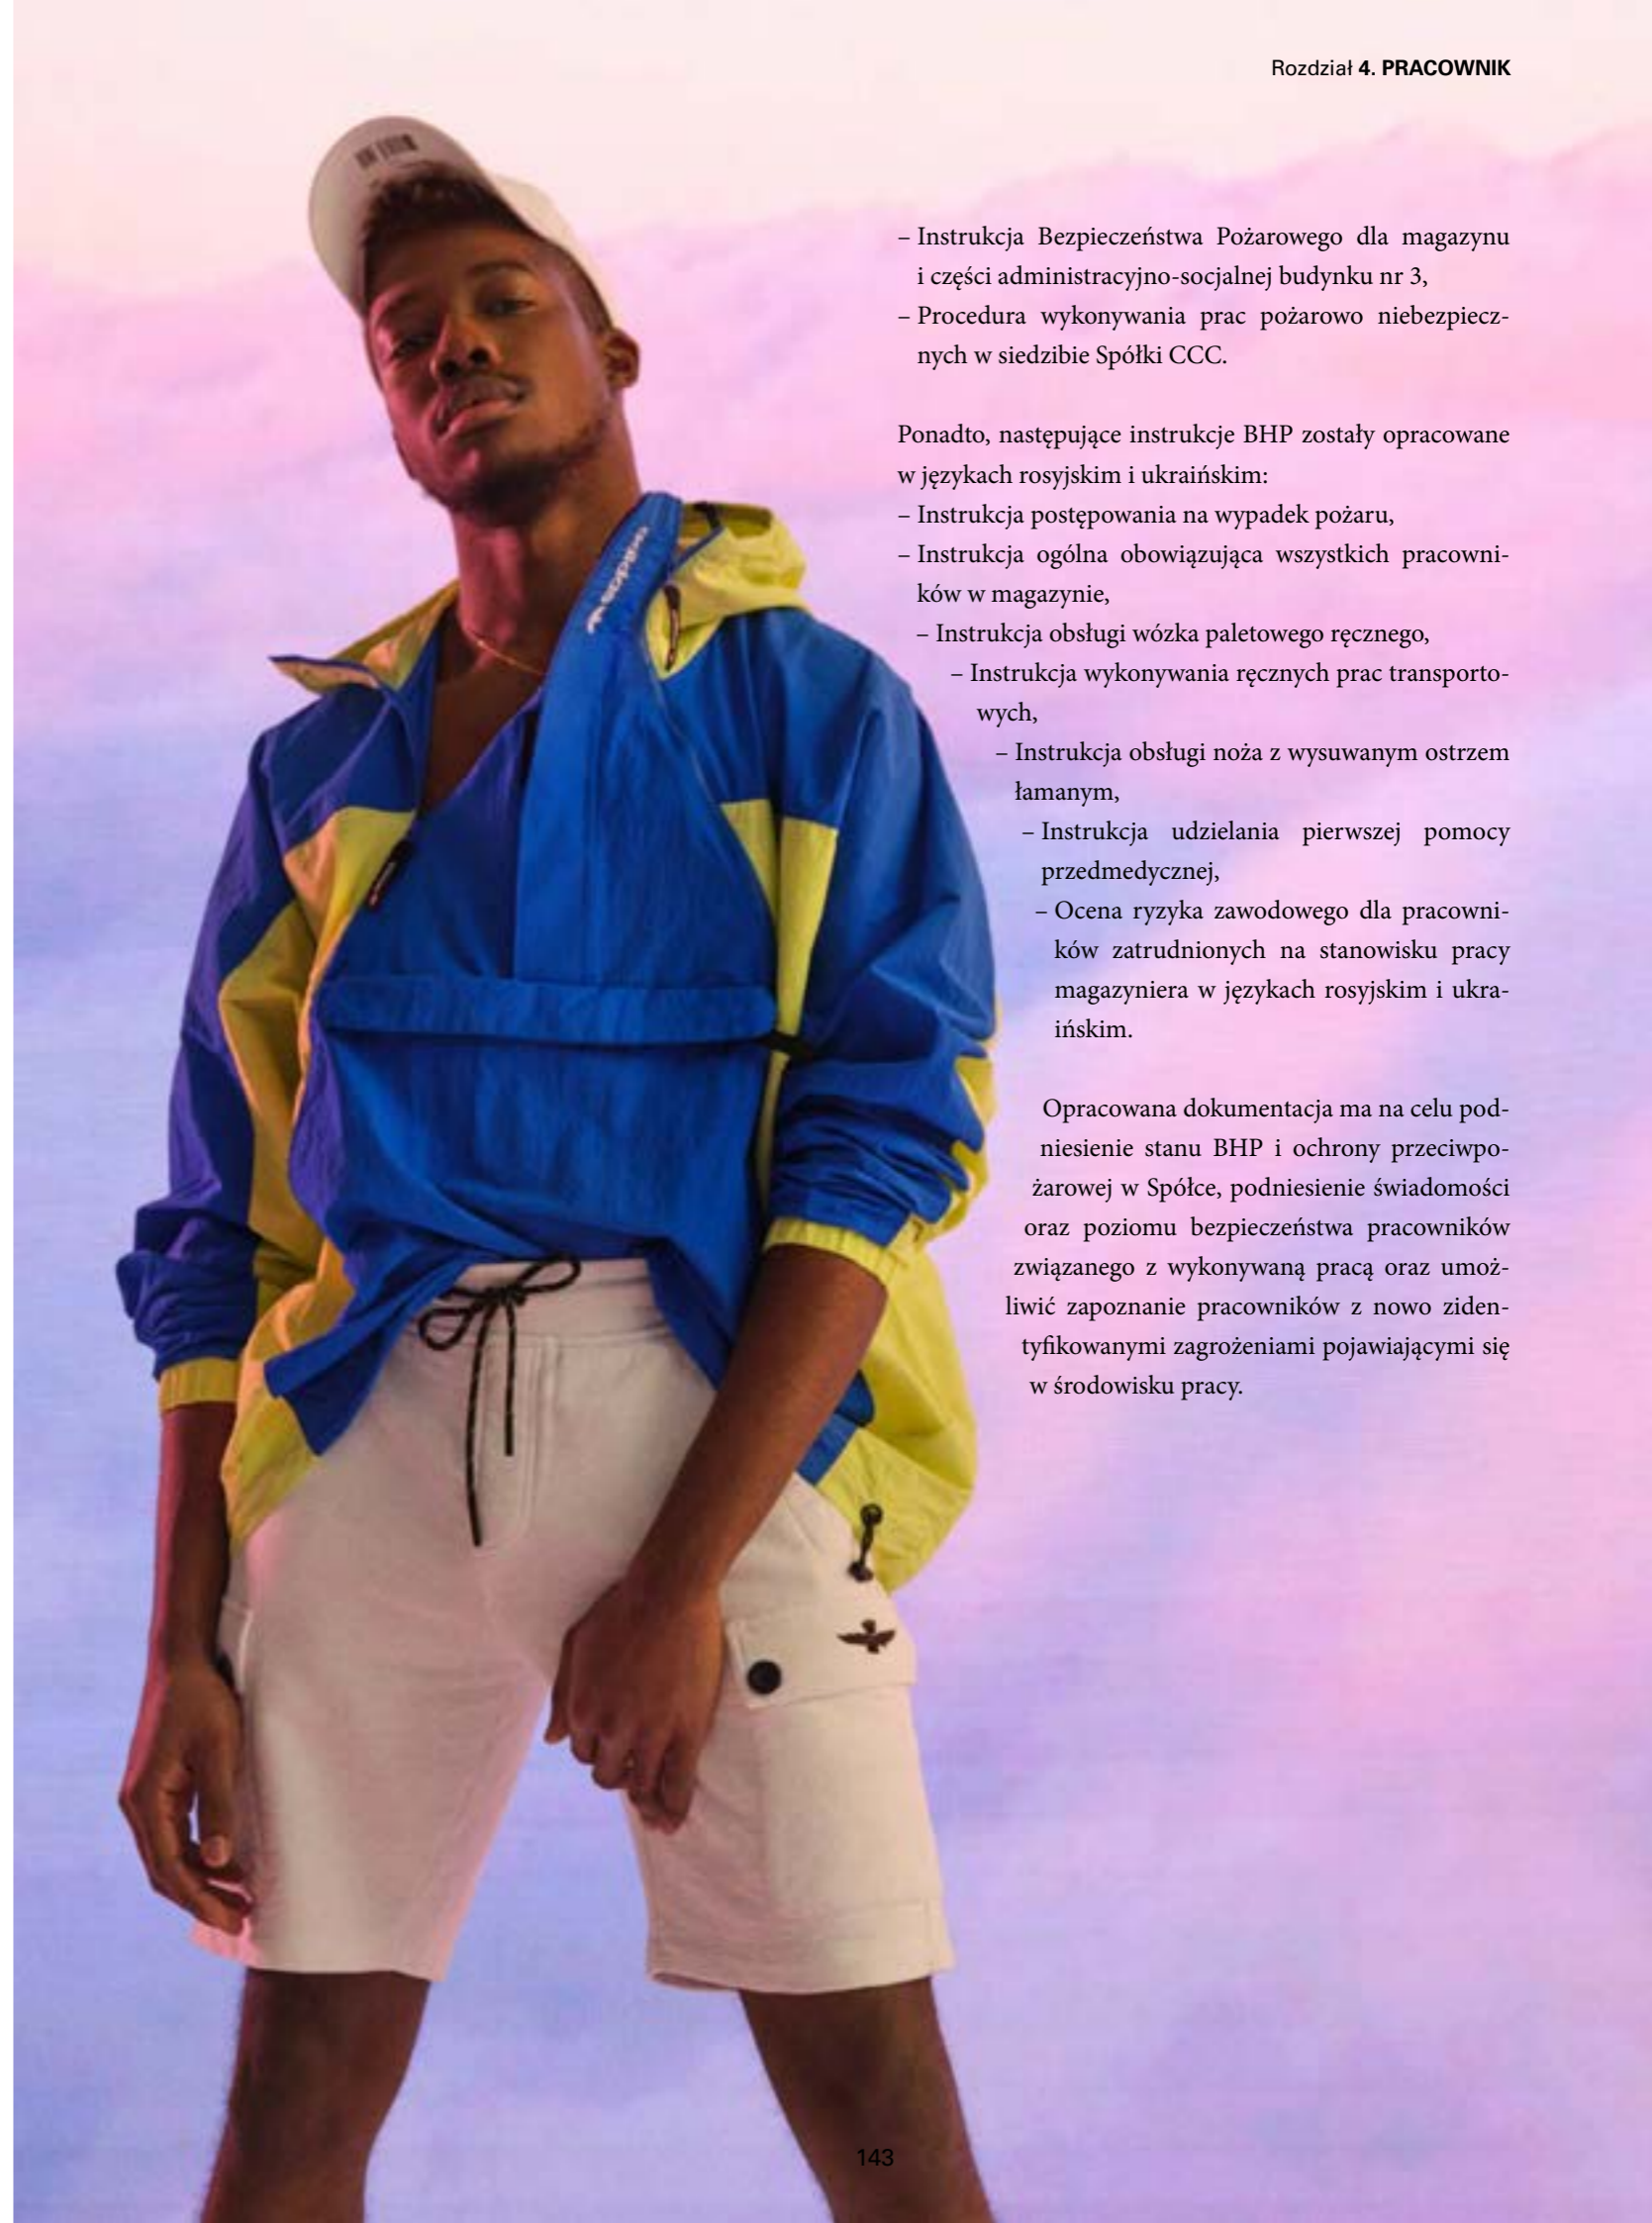 Rozdział 4. PRACOWNIK
– Instrukcja Bezpieczeństwa Pożarowego dla magazynu
i części administracyjno-socjalnej budynku nr 3,
– Procedura wykonywania prac pożarowo niebezpiecz-
nych w siedzibie Spółki CCC.
Ponadto, następujące instrukcje BHP zostały opracowane
w językach rosyjskim i ukraińskim:
– Instrukcja postępowania na wypadek pożaru,
– Instrukcja ogólna obowiązująca wszystkich pracowni-
ków w magazynie,
– Instrukcja obsługi wózka paletowego ręcznego,
– Instrukcja wykonywania ręcznych prac transporto-
wych,
– Instrukcja obsługi noża z wysuwanym ostrzem
łamanym,
– Instrukcja udzielania pierwszej pomocy
przedmedycznej,
– Ocena ryzyka zawodowego dla pracowni-
ków zatrudnionych na stanowisku pracy
magazyniera w językach rosyjskim i ukra-
ińskim.
Opracowana dokumentacja ma na celu pod-
niesienie stanu BHP i ochrony przeciwpo-
żarowej w Spółce, podniesienie świadomości
oraz poziomu bezpieczeństwa pracowników
związanego z wykonywaną pracą oraz umoż-
liwić zapoznanie pracowników z nowo ziden-
tyfikowanymi zagrożeniami pojawiającymi się
w środowisku pracy.
adidas
143